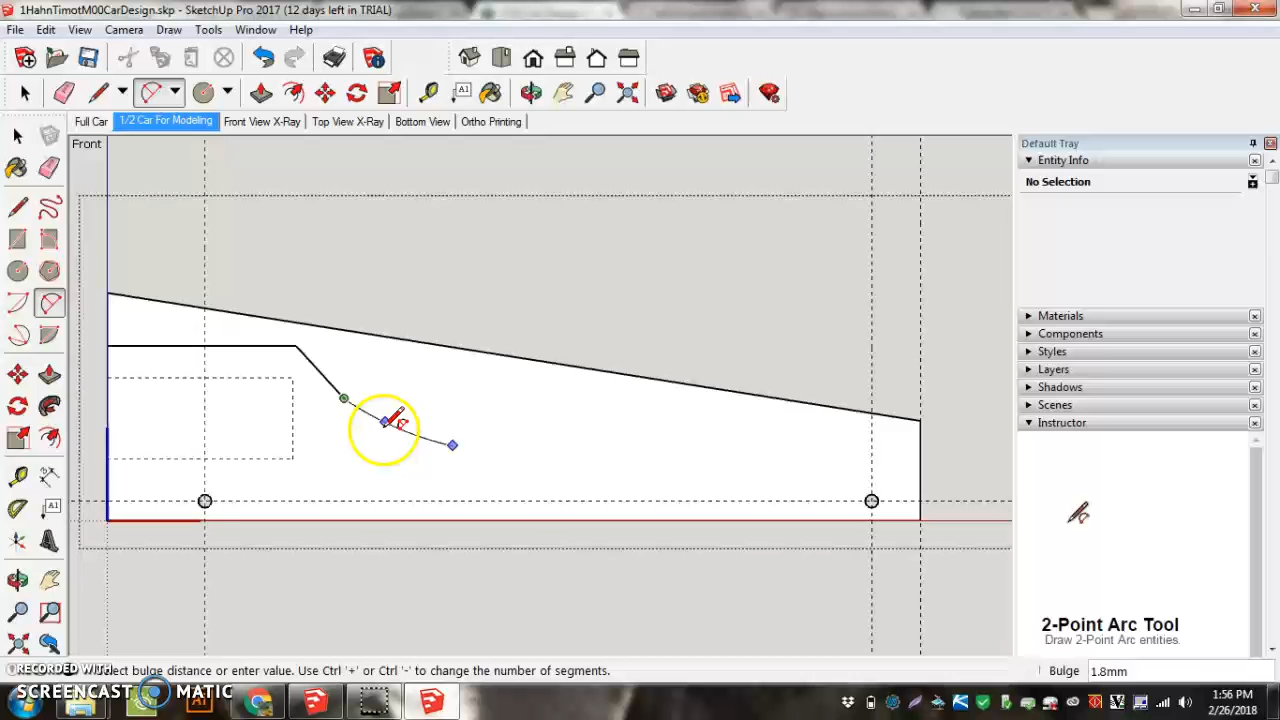 1HahnTimotM00CarDesign.skp - SketchUp Pro 2017 (12 days left in TRIAL)
File Edit View Camera Draw Tools Window Help
A1
Full Car 1/2 Car For Modeling Front View X-Ray Top View X-Ray Bottom View Ortho Printing
Front
Default Tray
Entity Info
No Selection
Materials
Components
Styles
Layers
Shadows
Scenes
Instructor
A1
2-Point Arc Tool
Draw 2-Point Arc entities.
RECORDED WITH
elect bulge distance or enter value. Use Ctrl '+' or Ctrl '-' to change the number of segments.
Bulge 1.8mm
SCREENCAST MATIC
Ai
1:56 PM
2/26/2018